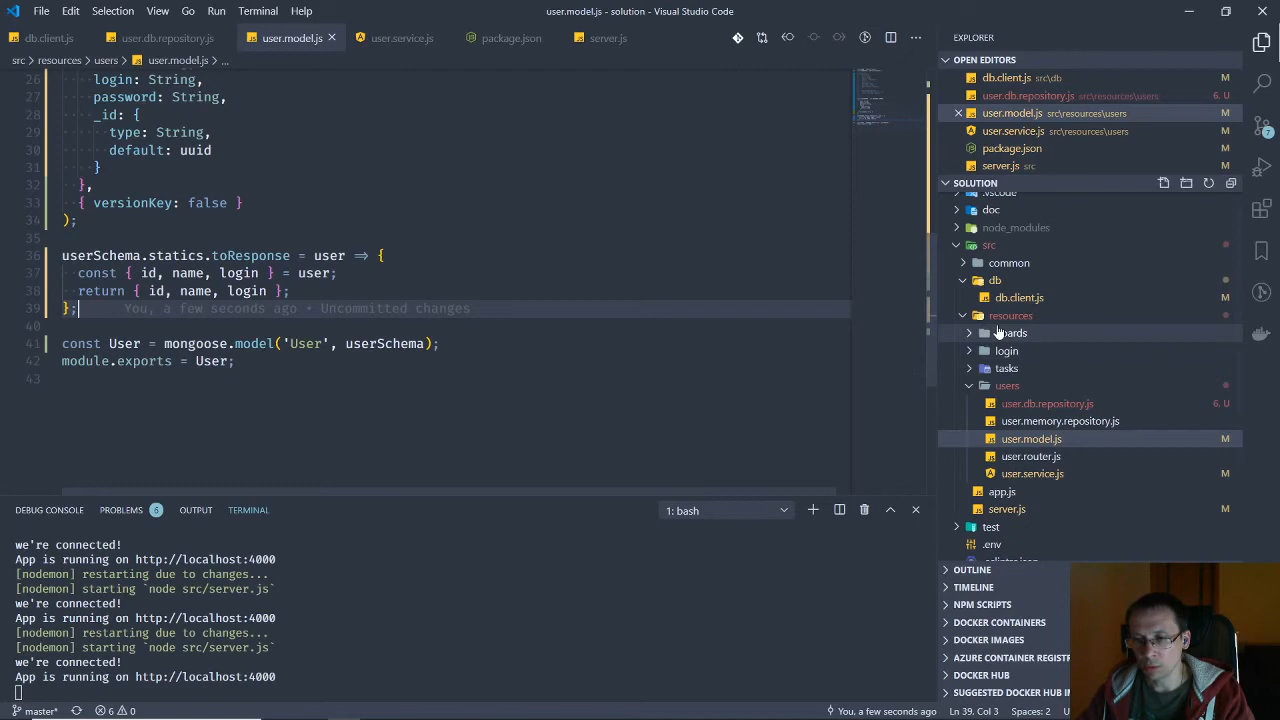 File Edit Selection View Go Run Terminal Help user.model.js - solution - Visual Studio Code
db.client.js user.db.repository.js user.model.js user.service.js package.json server.js
src > resources > users > user.model.js > ...
26 login: String,
27 password: String,
28 _id: {
29 type: String,
30 default: uuid
31 }
32 },
33 { versionKey: false }
34 );
35
36 userSchema.statics.toResponse = user => {
37 const { id, name, login } = user;
38 return { id, name, login };
39 }; You, a few seconds ago • Uncommitted changes
40
41 const User = mongoose.model('User', userSchema);
42 module.exports = User;
43
DEBUG CONSOLE PROBLEMS 6 OUTPUT TERMINAL 1: bash
we're connected!
App is running on http://localhost:4000
[nodemon] restarting due to changes...
[nodemon] starting `node src/server.js`
we're connected!
App is running on http://localhost:4000
[nodemon] restarting due to changes...
[nodemon] starting `node src/server.js`
we're connected!
App is running on http://localhost:4000
EXPLORER
OPEN EDITORS
db.client.js src\db M
user.db.repository.js src\resources\users 6, U
user.model.js src\resources\users M
user.service.js src\resources\users M
package.json M
server.js src M
SOLUTION
.vscode
doc
node_modules
src
common
db
db.client.js M
resources
login
tasks
users
user.db.repository.js 6, U
user.memory.repository.js
user.model.js M
user.router.js
user.service.js M
app.js
server.js M
test
.env
OUTLINE
TIMELINE
NPM SCRIPTS
DOCKER CONTAINERS
DOCKER IMAGES
AZURE CONTAINER REGIST
DOCKER HUB
SUGGESTED DOCKER HUB IM
7
master* 6 0 You, a few seconds ago Ln 39, Col 3 Spaces: 2